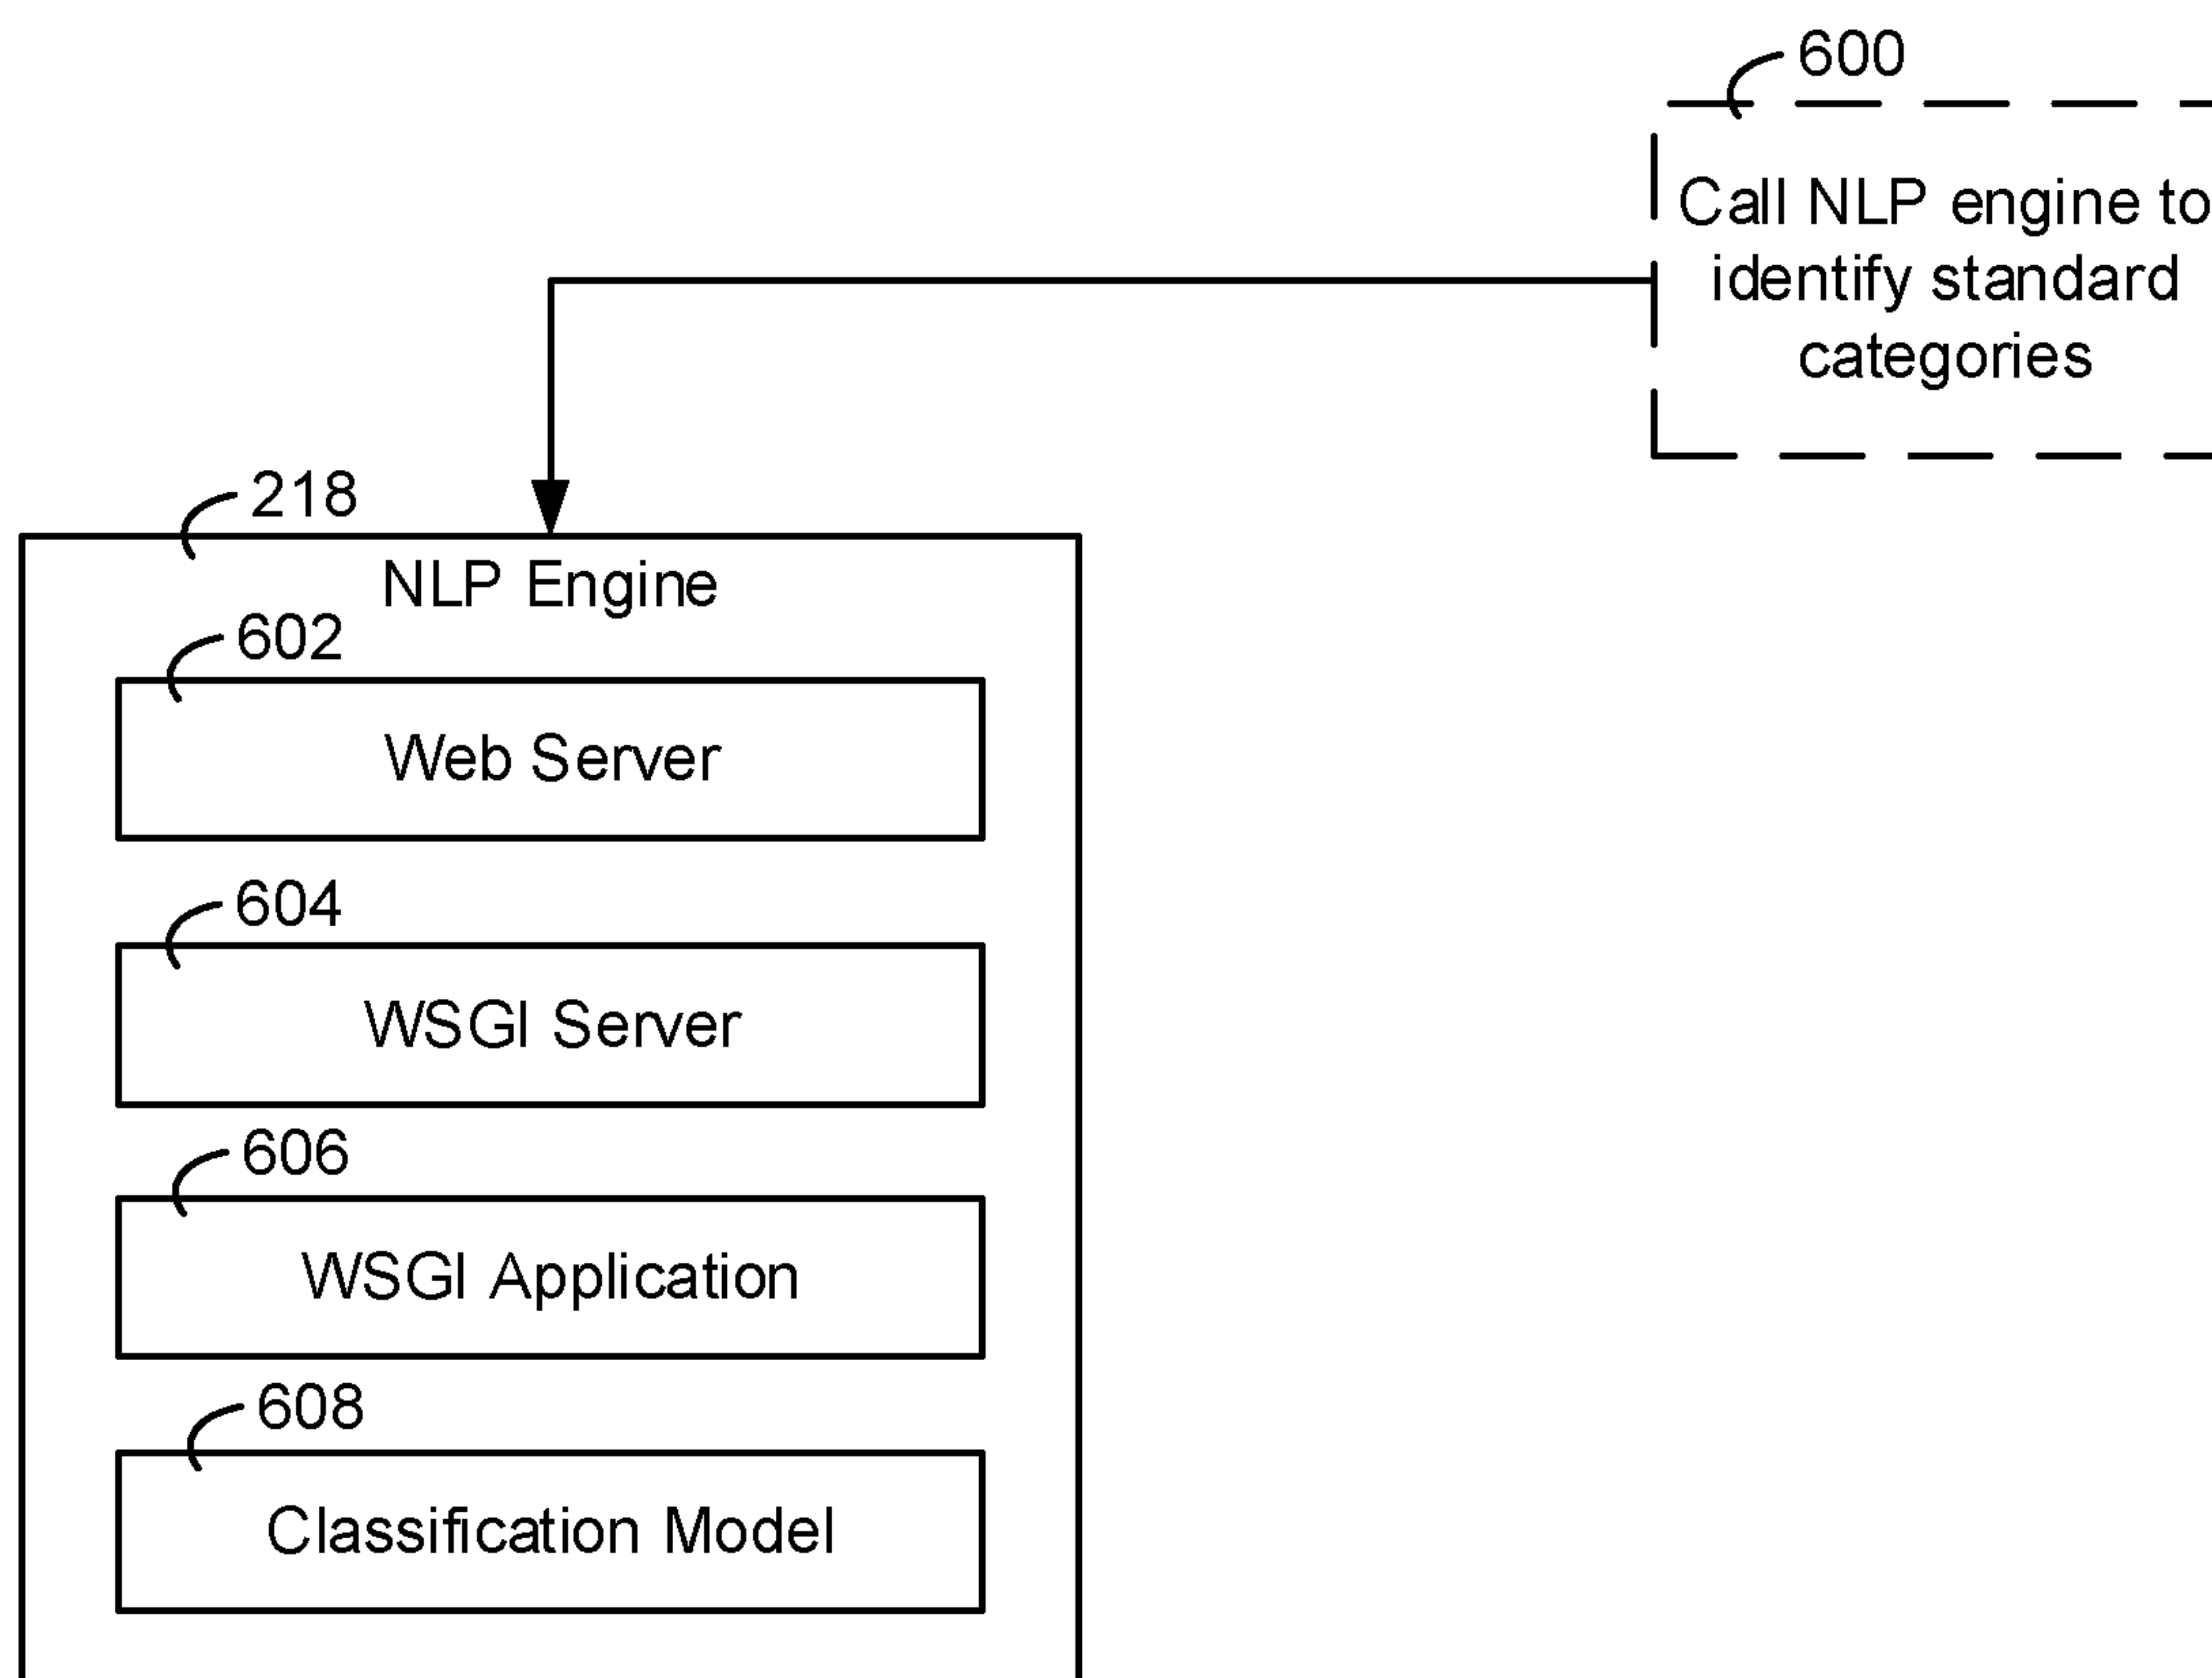 600
Call NLP engine to
identify standard
categories
218
NLP Engine
602
Web Server
604
WSGI Server
606
WSGI Application
608
Classification Model